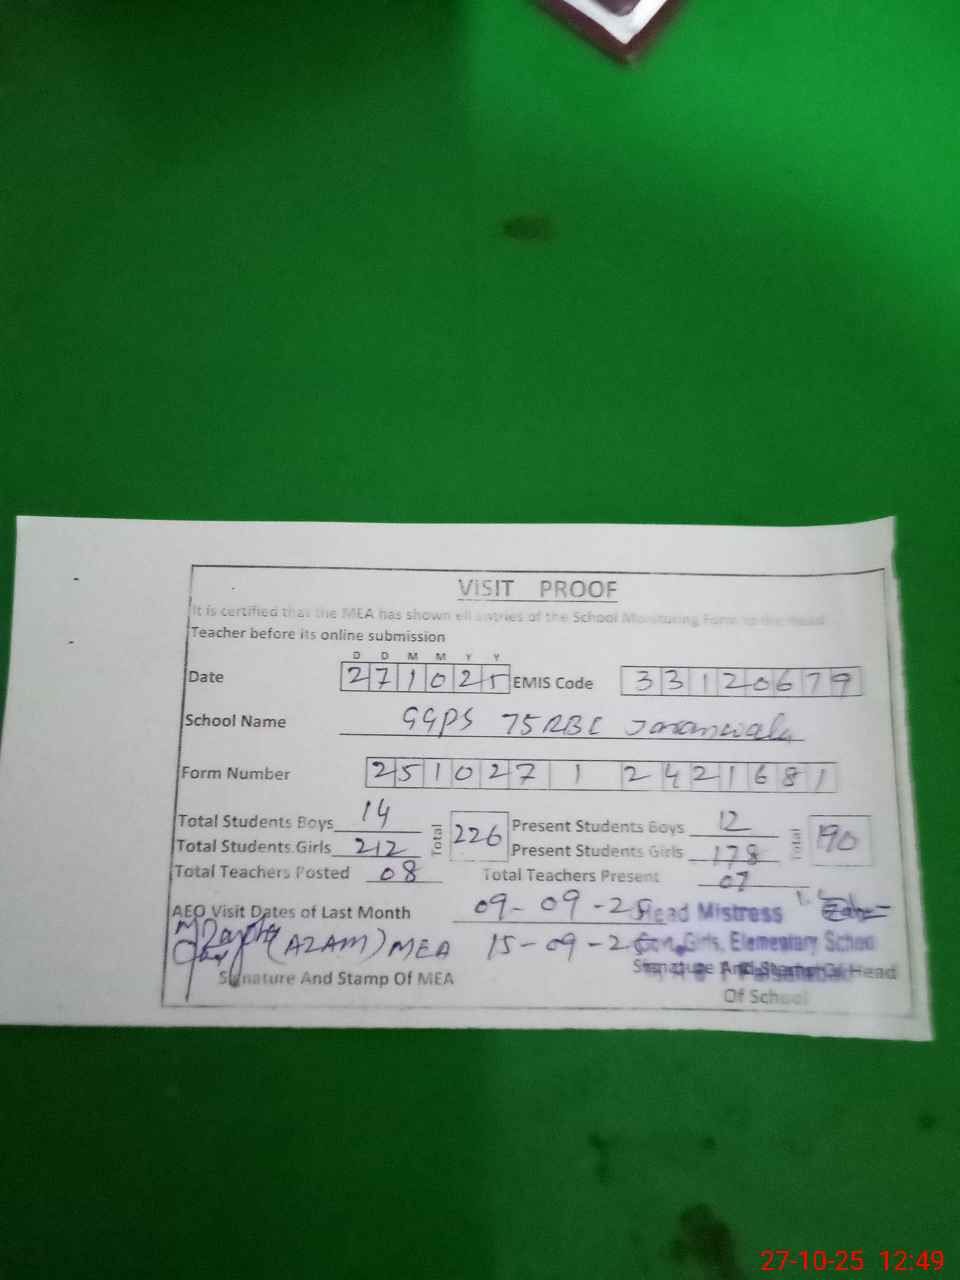 VISIT PROOF
It is certified that the MEA has shown all entries of the School Monitoring Form to the Head
Teacher before its online submission
D D M M Y Y
Date 271025 EMIS Code 33120679
School Name GGPS 75RBC Jaranwala
Form Number 251027 1 2421681
Total Students Boys 14 Total 226 Present Students Boys 12 Total 190
Total Students Girls 212 Present Students Girls 178
Total Teachers Posted 08 Total Teachers Present 07
AEO Visit Dates of Last Month 09-09-25 Head Mistress
(AZAM) MEA 15-09-25 Girls, Elementary School
Signature And Stamp Of MEA Signature And Stamp Of Head
Of School
27-10-25 12:49